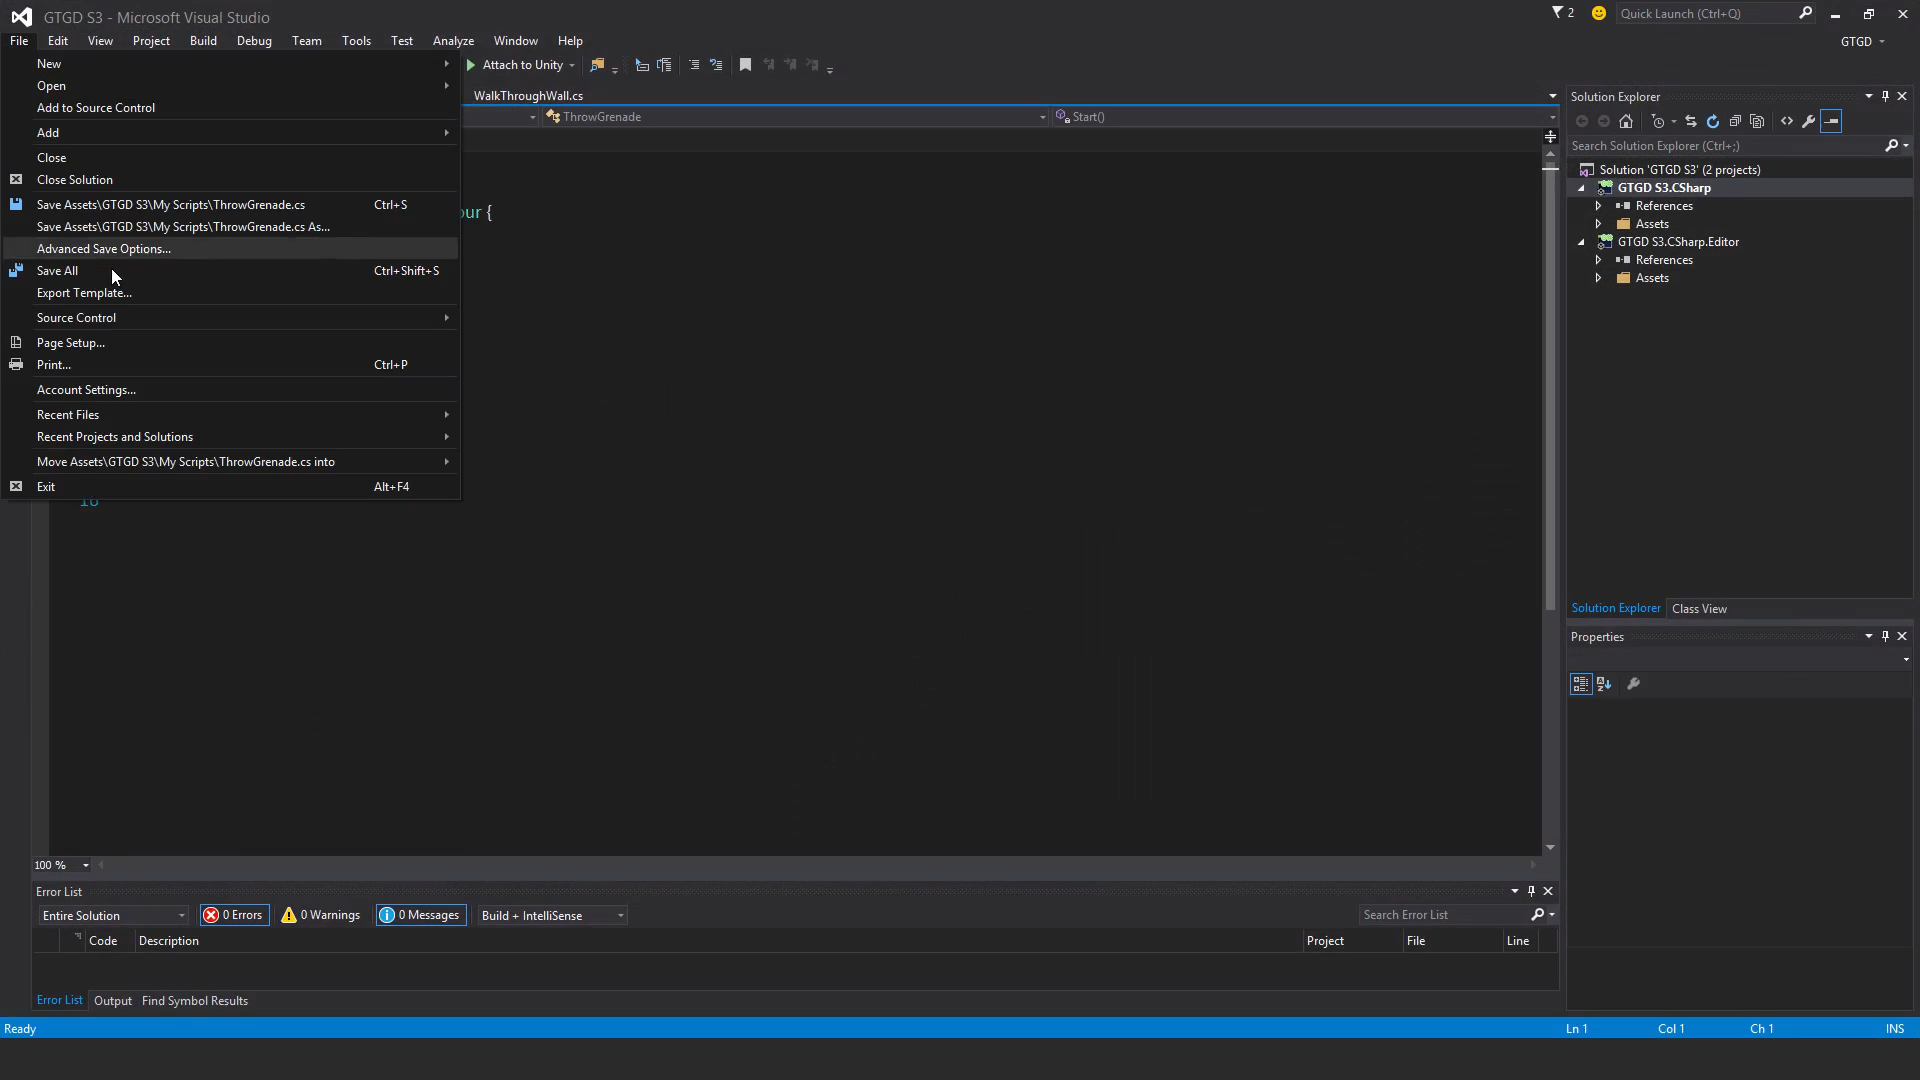 GTGD S3 - Microsoft Visual Studio
2
Quick Launch (Ctrl+Q)
File Edit View Project Build Debug Team Tools Test Analyze Window Help
GTGD
New
Open
Add to Source Control
Add
Close
Close Solution
Save Assets\GTGD S3\My Scripts\ThrowGrenade.cs Ctrl+S
Save Assets\GTGD S3\My Scripts\ThrowGrenade.cs As...
Advanced Save Options...
Save All Ctrl+Shift+S
Export Template...
Source Control
Page Setup...
Print... Ctrl+P
Account Settings...
Recent Files
Recent Projects and Solutions
Move Assets\GTGD S3\My Scripts\ThrowGrenade.cs into
Exit Alt+F4
Attach to Unity
WalkThroughWall.cs
ThrowGrenade
Start()
our {
Solution Explorer
Search Solution Explorer (Ctrl+;)
Solution 'GTGD S3' (2 projects)
GTGD S3.CSharp
References
Assets
GTGD S3.CSharp.Editor
References
Assets
Solution Explorer Class View
Properties
100 %
Error List
Entire Solution 0 Errors 0 Warnings 0 Messages Build + IntelliSense Search Error List
Code Description Project File Line
Error List Output Find Symbol Results
Ready Ln 1 Col 1 Ch 1 INS